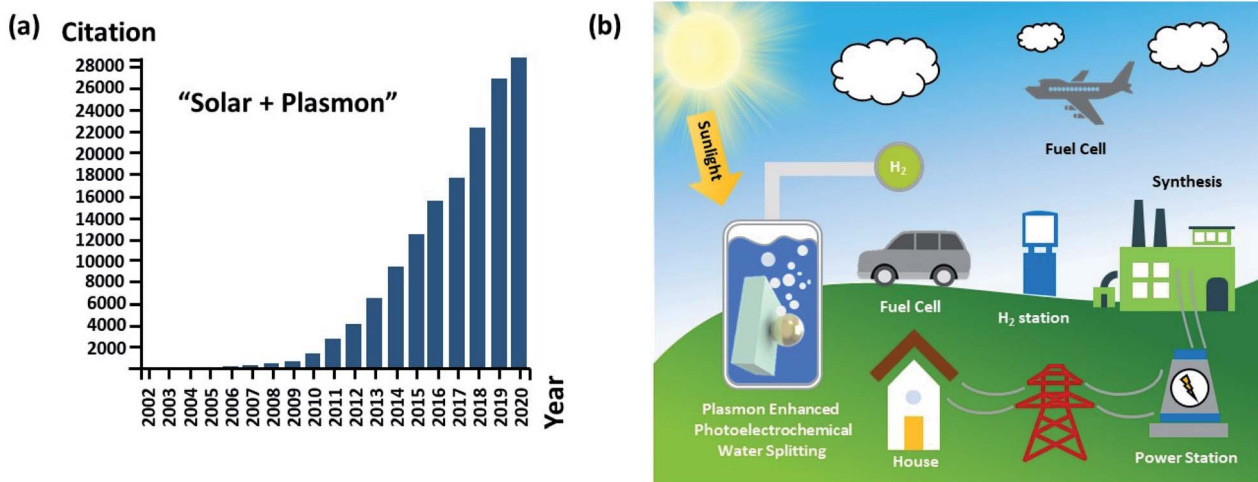 (a) Citation
28000
26000
24000
22000
20000
18000
16000
14000
12000
10000
8000
6000
4000
2000
“Solar + Plasmon”
2002
2003
2004
2005
2006
2007
2008
2009
2010
2011
2012
2013
2014
2015
2016
2017
2018
2019
2020
Year
(b)
Sunlight
H₂
Fuel Cell
Synthesis
Fuel Cell
H₂ station
Plasmon Enhanced
Photoelectrochemical
Water Splitting
House
Power Station